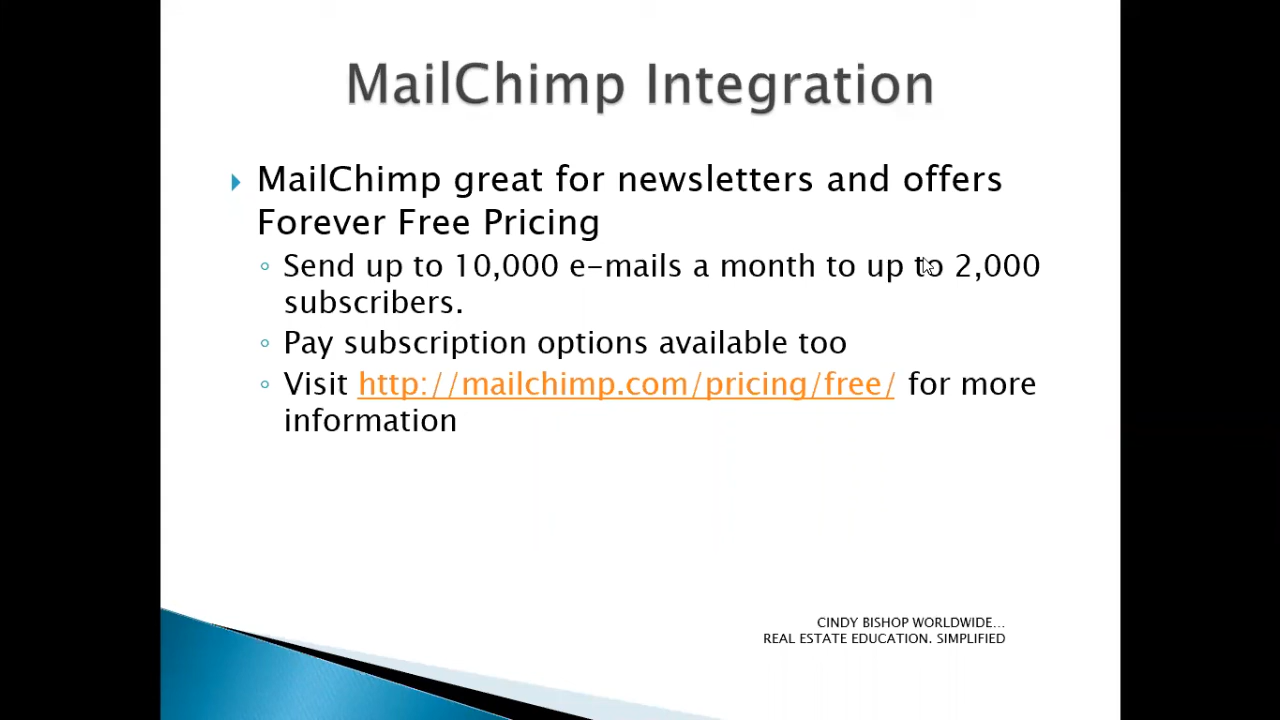 MailChimp Integration
MailChimp great for newsletters and offers
Forever Free Pricing
Send up to 10,000 e-mails a month to up to 2,000
subscribers.
Pay subscription options available too
Visit http://mailchimp.com/pricing/free/ for more
information
CINDY BISHOP WORLDWIDE...
REAL ESTATE EDUCATION. SIMPLIFIED